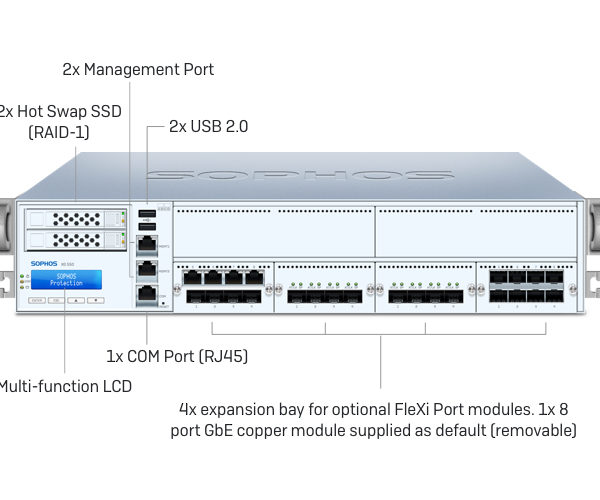 2x Management Port
2x Hot Swap SSD
(RAID-1)
2x USB 2.0
SOPHOS
SOPHOS
SOPHOS
Protection
1x COM Port (RJ45)
Multi-function LCD
4x expansion bay for optional FleXi Port modules. 1x 8
port GbE copper module supplied as default (removable)